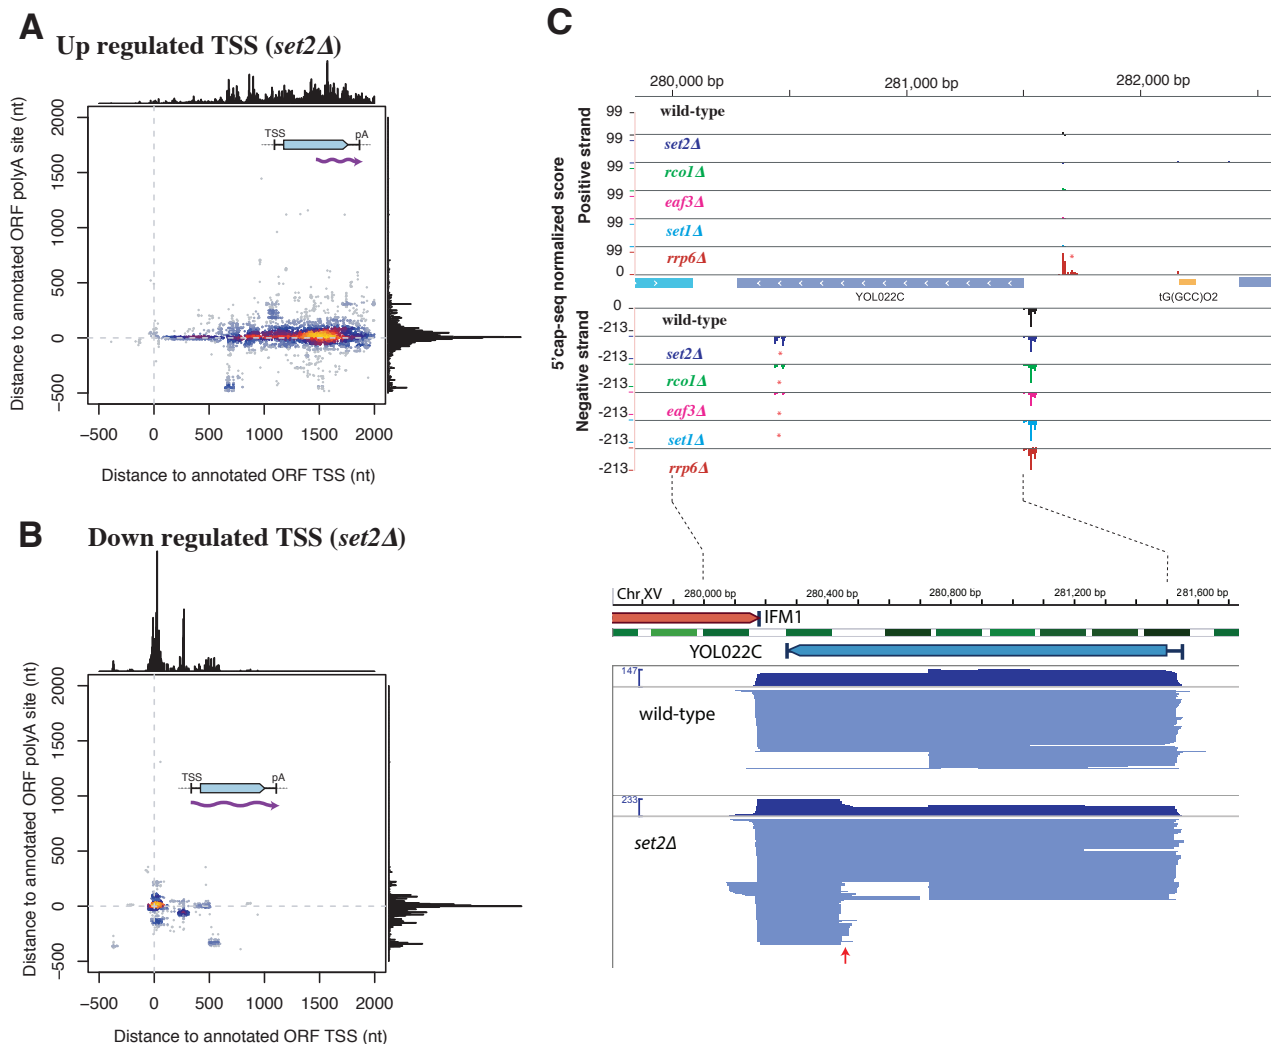 A
Up regulated TSS (set2Δ)
Distance to annotated ORF polyA site (nt)
2000
1500
1000
500
0
−500
TSS
pA
−500 0 500 1000 1500 2000
Distance to annotated ORF TSS (nt)
B
Down regulated TSS (set2Δ)
Distance to annotated ORF polyA site (nt)
2000
1500
1000
500
0
−500
TSS
pA
−500 0 500 1000 1500 2000
Distance to annotated ORF TSS (nt)
C
280,000 bp 281,000 bp 282,000 bp
5'cap-seq normalized score
Positive strand
99 wild-type
99 set2Δ
99 rco1Δ
99 eaf3Δ
99 set1Δ
99 rrp6Δ *
0
YOL022C tG(GCC)O2
Negative strand
0
wild-type
-213
set2Δ *
-213
rco1Δ *
-213
eaf3Δ *
-213
set1Δ *
-213
rrp6Δ
-213
Chr XV 280,000 bp 280,400 bp 280,800 bp 281,200 bp 281,600 bp
IFM1
YOL022C
147
wild-type
233
set2Δ